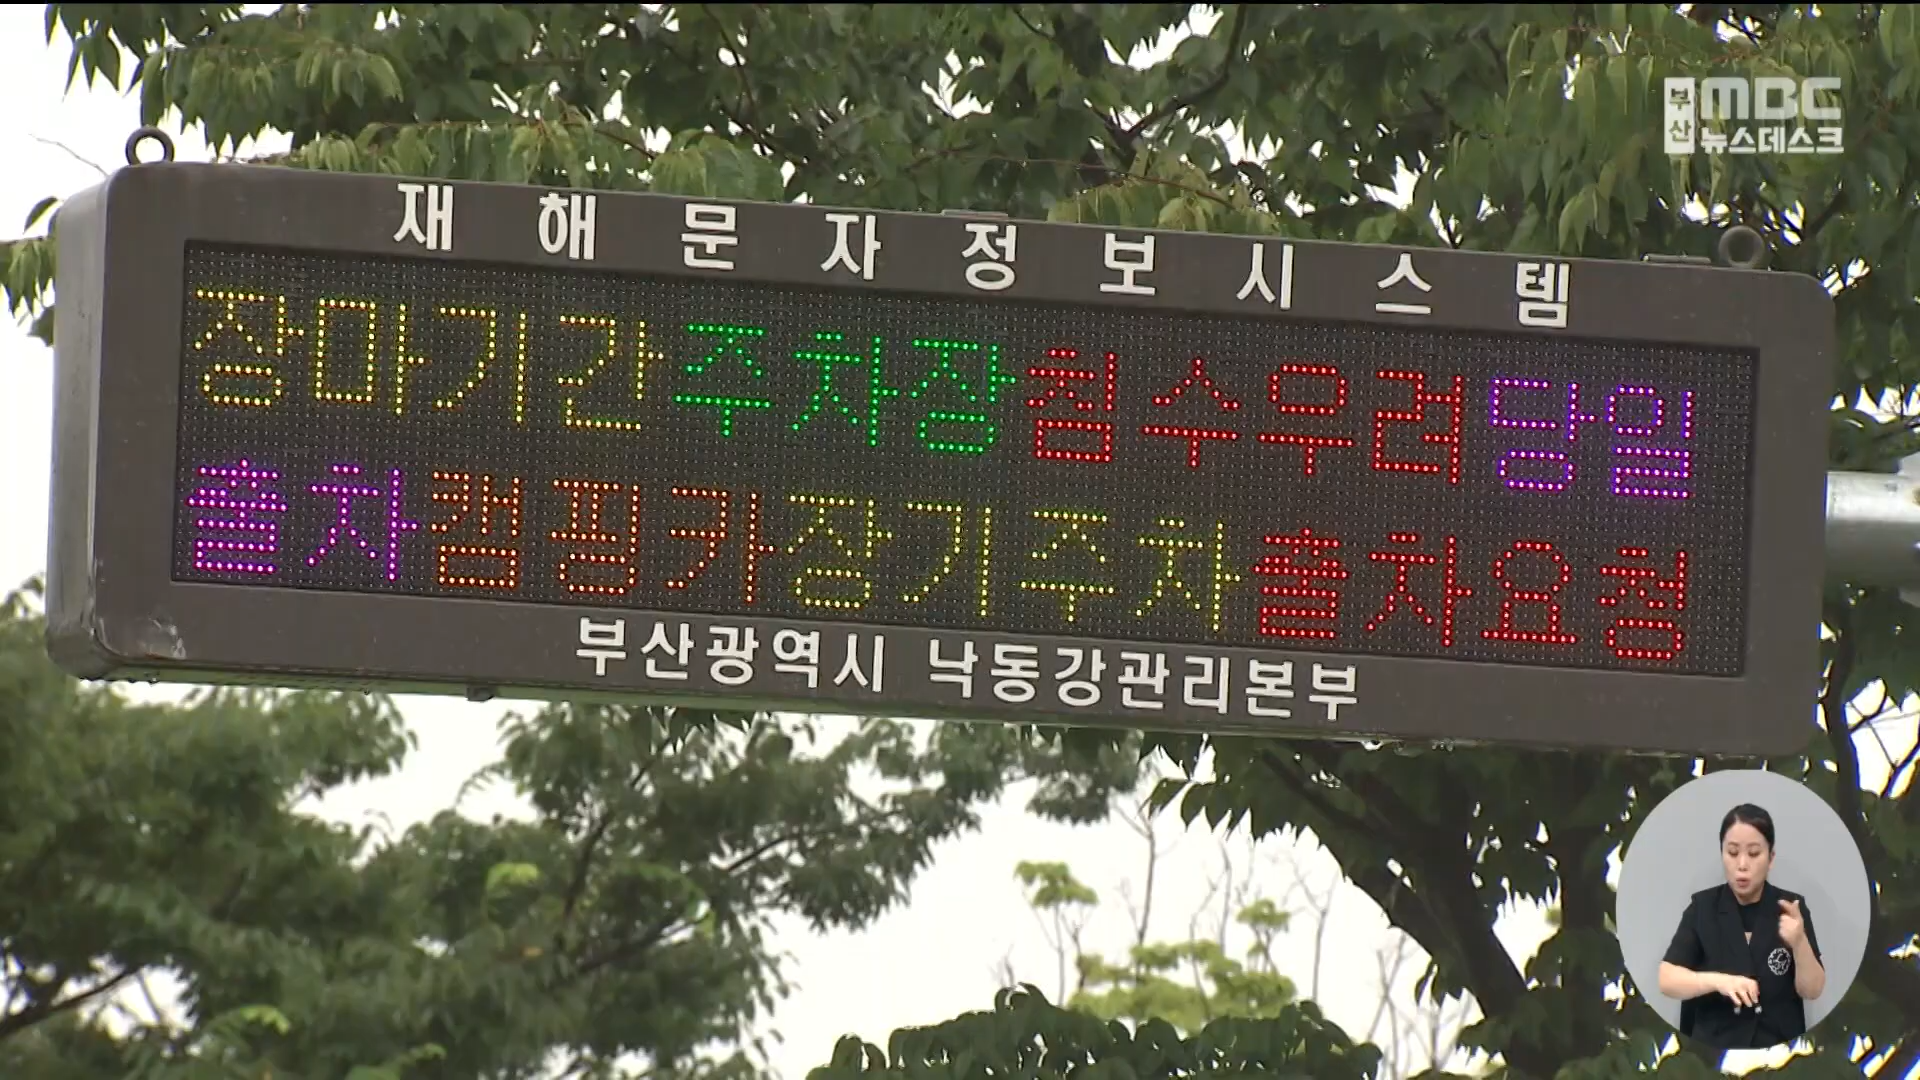 부산 MBC
뉴스데스크
재해문자정보시스템
장마기간주차장침수우려당일
출차캠핑카장기주차출차요청
부산광역시 낙동강관리본부